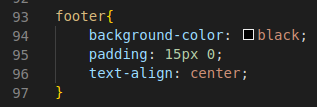 93 footer{
94 background-color: black;
95 padding: 15px 0;
96 text-align: center;
97 }